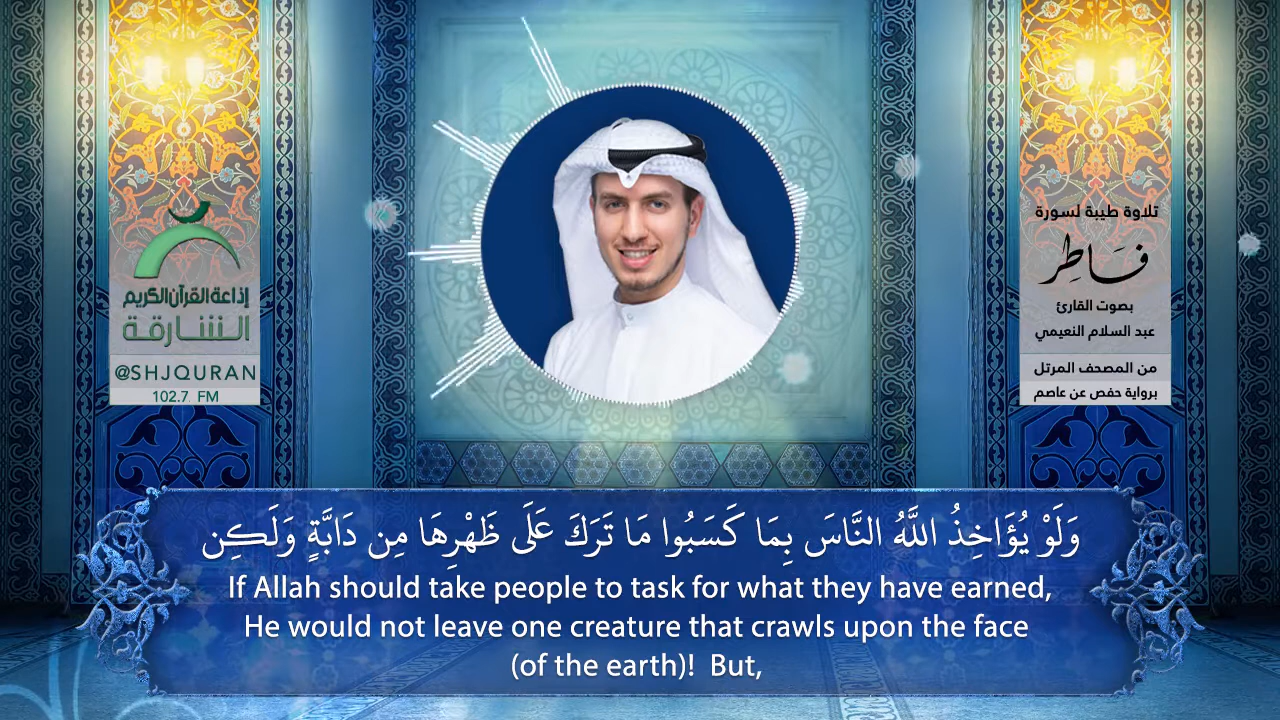 إذاعة القرآن الكريم
الشارقة
@SHJQURAN
102.7 FM
تلاوة طيبة لسورة
فَاطِر
بصوت القارئ
عبد السلام النعيمي
من المصحف المرتل
برواية حفص عن عاصم
وَلَوْ يُؤَاخِذُ اللَّهُ النَّاسَ بِمَا كَسَبُوا مَا تَرَكَ عَلَى ظَهْرِهَا مِن دَابَّةٍ وَلَكِن
If Allah should take people to task for what they have earned,
He would not leave one creature that crawls upon the face
(of the earth)! But,